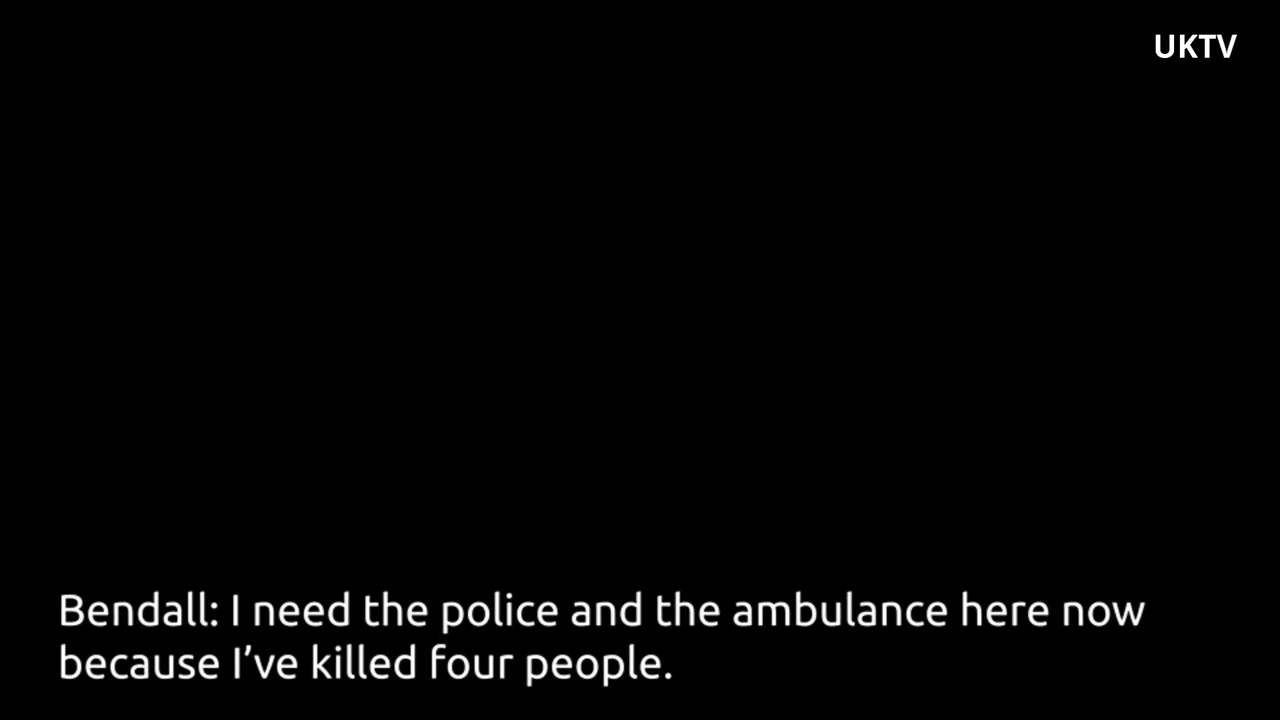 UKTV
Bendall: I need the police and the ambulance here now
because I’ve killed four people.